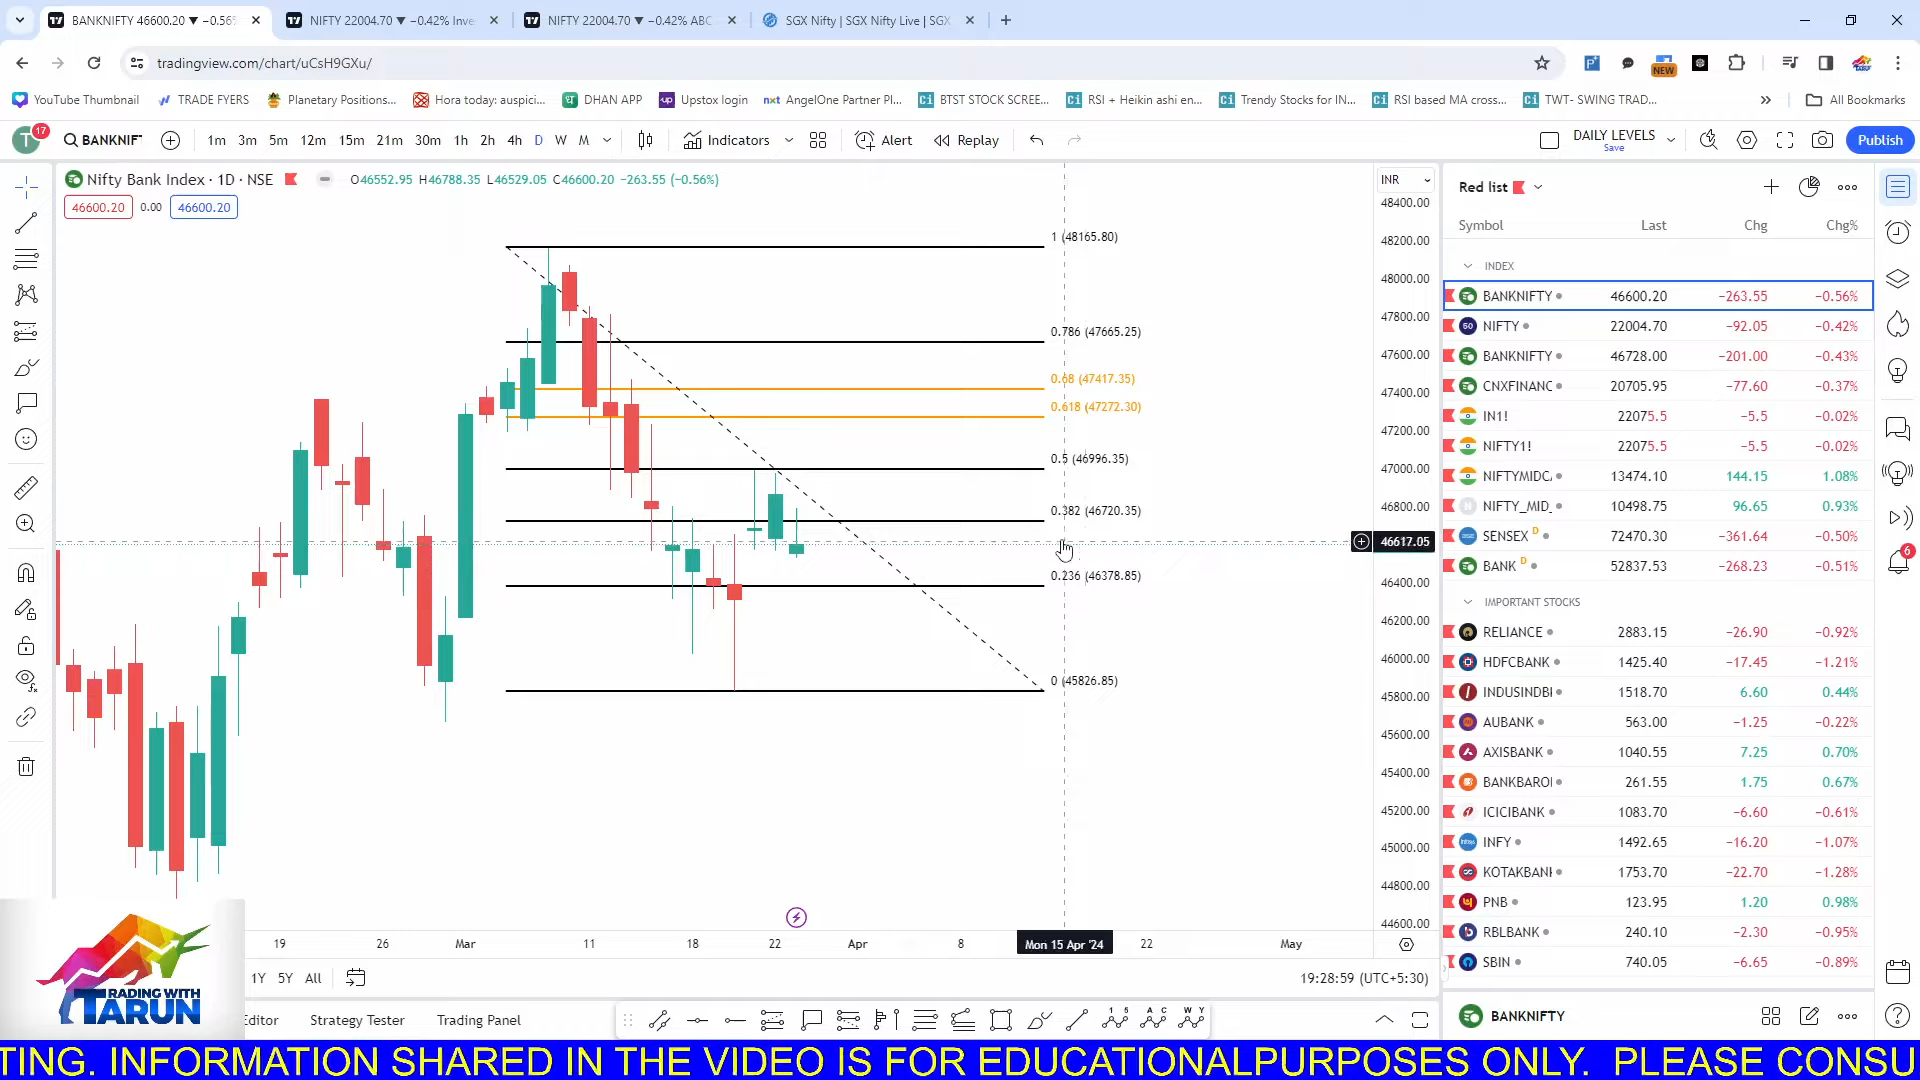 BANKNIFTY 46600.20 ▼ −0.56%
NIFTY 22004.70 ▼ −0.42% Inve
NIFTY 22004.70 ▼ −0.42% ABC
SGX Nifty | SGX Nifty Live | SGX
tradingview.com/chart/uCsH9GXu/
NEW
YouTube Thumbnail
TRADE FYERS
Planetary Positions...
Hora today: auspici...
DHAN APP
Upstox login
AngelOne Partner Pl...
BTST STOCK SCREE...
RSI + Heikin ashi en...
Trendy Stocks for IN...
RSI based MA cross...
TWT- SWING TRAD...
All Bookmarks
T 17
BANKNIF
1m 3m 5m 12m 15m 21m 30m 1h 2h 4h D W M
Indicators
Alert
Replay
DAILY LEVELS
Save
Publish
Nifty Bank Index · 1D · NSE
O46552.95 H46788.35 L46529.05 C46600.20 −263.55 (−0.56%)
46600.20 0.00 46600.20
INR
48400.00
48200.00
48000.00
47800.00
47600.00
47400.00
47200.00
47000.00
46800.00
46617.05
46400.00
46200.00
46000.00
45800.00
45600.00
45400.00
45200.00
45000.00
44800.00
44600.00
1 (48165.80)
0.786 (47665.25)
0.68 (47417.35)
0.618 (47272.30)
0.5 (46996.35)
0.382 (46720.35)
0.236 (46378.85)
0 (45826.85)
19 26 Mar 11 18 22 Apr 8 Mon 15 Apr '24 22 May
1Y 5Y All
19:28:59 (UTC+5:30)
Editor
Strategy Tester
Trading Panel
Red list
Symbol Last Chg Chg%
INDEX
BANKNIFTY 46600.20 −263.55 −0.56%
NIFTY 22004.70 −92.05 −0.42%
BANKNIFTY 46728.00 −201.00 −0.43%
CNXFINANC 20705.95 −77.60 −0.37%
IN1! 22075.5 −5.5 −0.02%
NIFTY1! 22075.5 −5.5 −0.02%
NIFTYMIDC 13474.10 144.15 1.08%
NIFTY_MID_ 10498.75 96.65 0.93%
SENSEX D 72470.30 −361.64 −0.50%
BANK D 52837.53 −268.23 −0.51%
IMPORTANT STOCKS
RELIANCE 2883.15 −26.90 −0.92%
HDFCBANK 1425.40 −17.45 −1.21%
INDUSINDBI 1518.70 6.60 0.44%
AUBANK 563.00 −1.25 −0.22%
AXISBANK 1040.55 7.25 0.70%
BANKBARO 261.55 1.75 0.67%
ICICIBANK 1083.70 −6.60 −0.61%
INFY 1492.65 −16.20 −1.07%
KOTAKBANK 1753.70 −22.70 −1.28%
PNB 123.95 1.20 0.98%
RBLBANK 240.10 −2.30 −0.95%
SBIN 740.05 −6.65 −0.89%
BANKNIFTY
6
TRADING WITH
TARUN
TING. INFORMATION SHARED IN THE VIDEO IS FOR EDUCATIONALPURPOSES ONLY. PLEASE CONSU